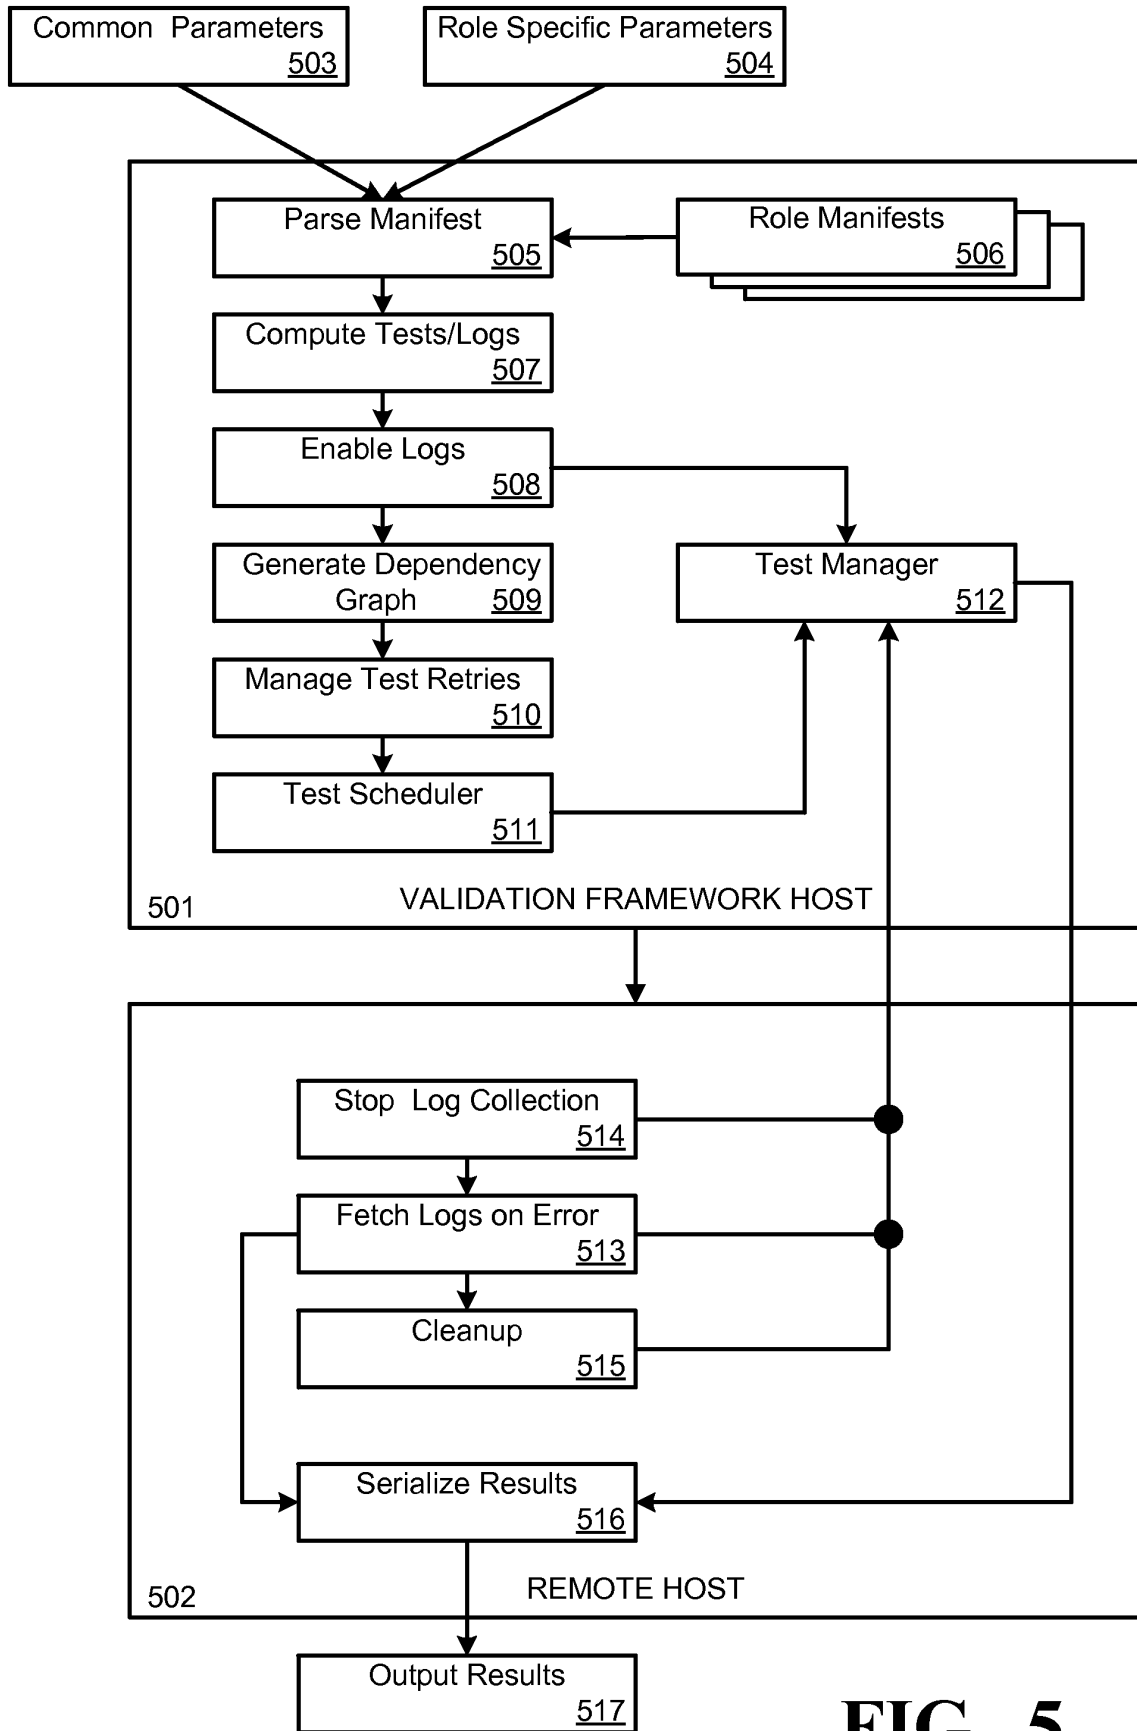 Common Parameters
503
Role Specific Parameters
504
Parse Manifest
505
Role Manifests
506
Compute Tests/Logs
507
Enable Logs
508
Generate Dependency
Graph 509
Test Manager
512
Manage Test Retries
510
Test Scheduler
511
501
VALIDATION FRAMEWORK HOST
Stop Log Collection
514
Fetch Logs on Error
513
Cleanup
515
Serialize Results
516
502
REMOTE HOST
Output Results
517
FIG. 5